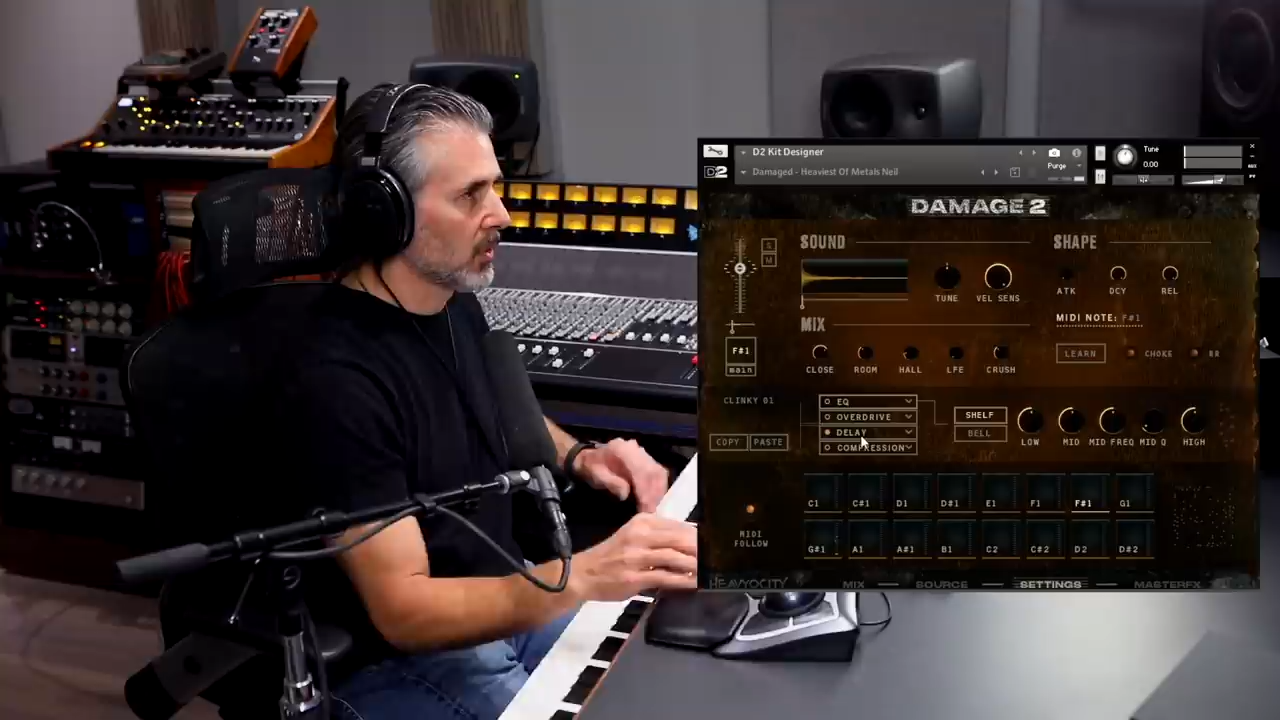 D2 Kit Designer
Purge
Tune
0.00
D2
Damaged - Heaviest Of Metals Neil
DAMAGE 2
S
M
SOUND
SHAPE
TUNE
VEL SENS
ATK
DCY
REL
MIDI NOTE: F#1
MIX
F#1
main
CLOSE
ROOM
HALL
LFE
CRUSH
LEARN
CHOKE
RR
CLINKY 01
EQ
OVERDRIVE
DELAY
COMPRESSION
SHELF
BELL
COPY
PASTE
LOW
MID
MID FREQ
MID Q
HIGH
C1
C#1
D1
D#1
E1
F1
F#1
G1
MIDI
FOLLOW
G#1
A1
A#1
B1
C2
C#2
D2
D#2
HEAVYOCITY
MIX
SOURCE
SETTINGS
MASTER FX